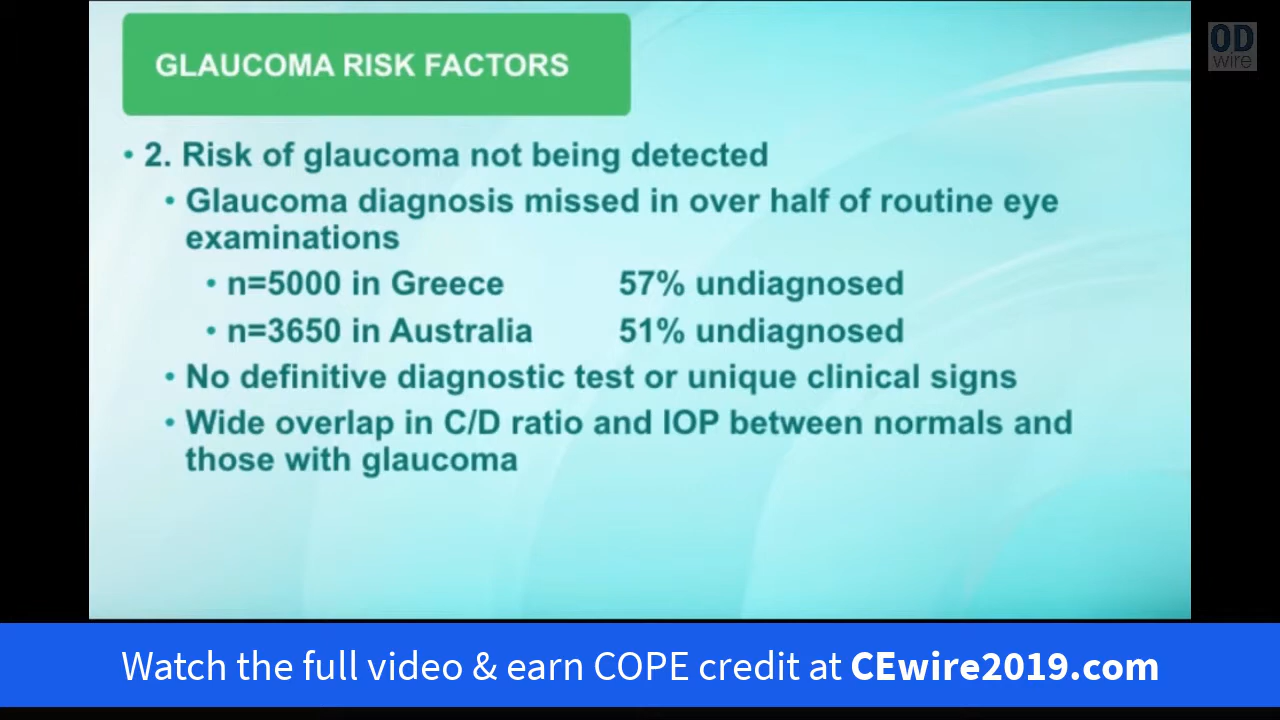 GLAUCOMA RISK FACTORS
OD
wire
• 2. Risk of glaucoma not being detected
• Glaucoma diagnosis missed in over half of routine eye
examinations
• n=5000 in Greece 57% undiagnosed
• n=3650 in Australia 51% undiagnosed
• No definitive diagnostic test or unique clinical signs
• Wide overlap in C/D ratio and IOP between normals and
those with glaucoma
Watch the full video & earn COPE credit at CEwire2019.com